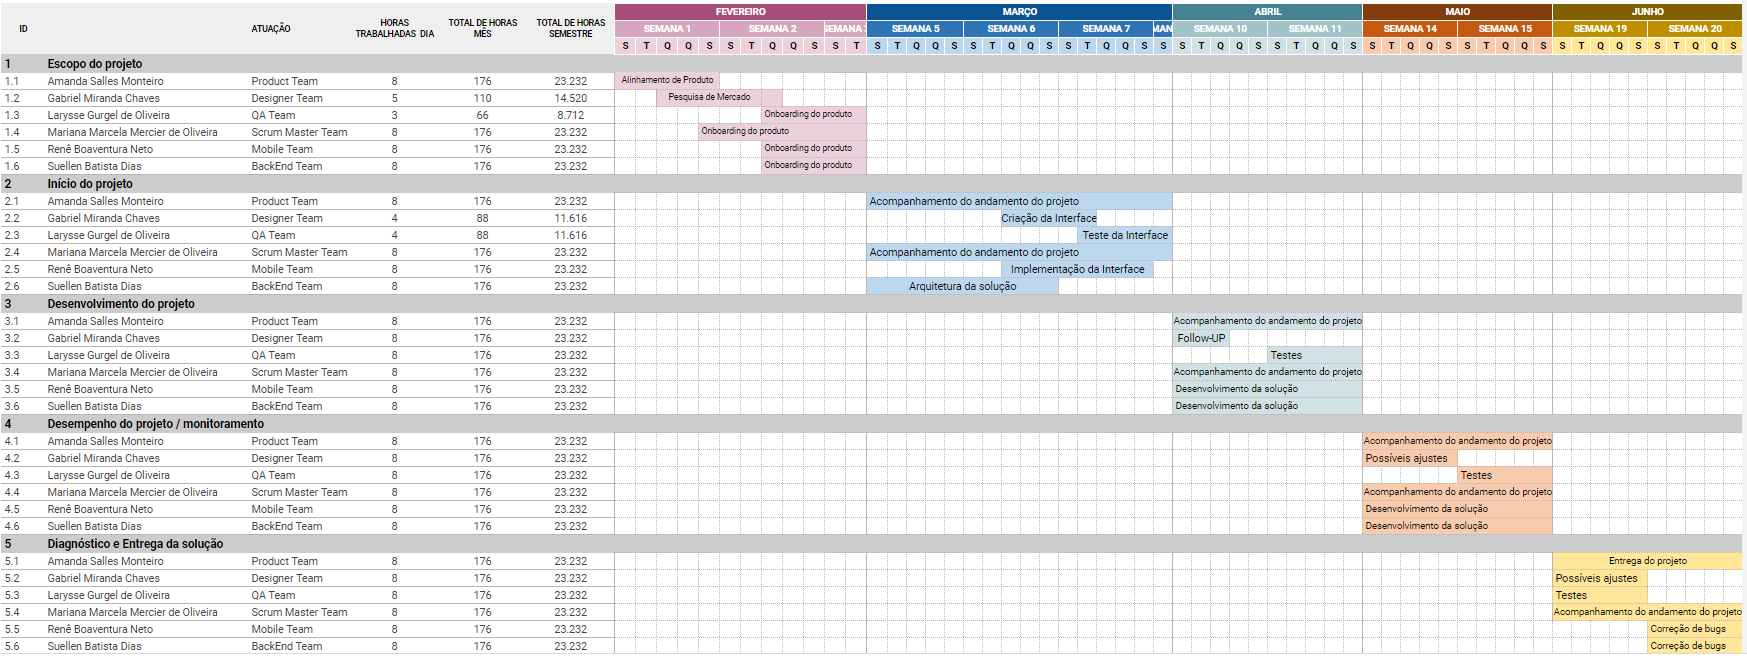 FEVEREIRO MARÇO ABRIL MAIO JUNHO
ID ATUAÇÃO HORAS TRABALHADAS DIA TOTAL DE HORAS MÊS TOTAL DE HORAS SEMESTRE
SEMANA 1 SEMANA 2 SEMANA SEMANA 5 SEMANA 6 SEMANA 7 MAN SEMANA 10 SEMANA 11 SEMANA 14 SEMANA 15 SEMANA 19 SEMANA 20
S T Q Q S S T Q Q S S T S T Q Q S S T Q Q S S T Q Q S S S T Q Q S S T Q Q S S T Q Q S S T Q Q S S T Q Q S S T Q Q S
1 Escopo do projeto
1.1 Amanda Salles Monteiro Product Team 8 176 23.232 Alinhamento de Produto
1.2 Gabriel Miranda Chaves Designer Team 5 110 14.520 Pesquisa de Mercado
1.3 Larysse Gurgel de Oliveira QA Team 3 66 8.712 Onboarding do produto
1.4 Mariana Marcela Mercier de Oliveira Scrum Master Team 8 176 23.232 Onboarding do produto
1.5 Renê Boaventura Neto Mobile Team 8 176 23.232 Onboarding do produto
1.6 Suellen Batista Dias BackEnd Team 8 176 23.232 Onboarding do produto
2 Início do projeto
2.1 Amanda Salles Monteiro Product Team 8 176 23.232 Acompanhamento do andamento do projeto
2.2 Gabriel Miranda Chaves Designer Team 4 88 11.616 Criação da Interface
2.3 Larysse Gurgel de Oliveira QA Team 4 88 11.616 Teste da Interface
2.4 Mariana Marcela Mercier de Oliveira Scrum Master Team 8 176 23.232 Acompanhamento do andamento do projeto
2.5 Renê Boaventura Neto Mobile Team 8 176 23.232 Implementação da Interface
2.6 Suellen Batista Dias BackEnd Team 8 176 23.232 Arquitetura da solução
3 Desenvolvimento do projeto
3.1 Amanda Salles Monteiro Product Team 8 176 23.232 Acompanhamento do andamento do projeto
3.2 Gabriel Miranda Chaves Designer Team 8 176 23.232 Follow-UP
3.3 Larysse Gurgel de Oliveira QA Team 8 176 23.232 Testes
3.4 Mariana Marcela Mercier de Oliveira Scrum Master Team 8 176 23.232 Acompanhamento do andamento do projeto
3.5 Renê Boaventura Neto Mobile Team 8 176 23.232 Desenvolvimento da solução
3.6 Suellen Batista Dias BackEnd Team 8 176 23.232 Desenvolvimento da solução
4 Desempenho do projeto / monitoramento
4.1 Amanda Salles Monteiro Product Team 8 176 23.232 Acompanhamento do andamento do projeto
4.2 Gabriel Miranda Chaves Designer Team 8 176 23.232 Possíveis ajustes
4.3 Larysse Gurgel de Oliveira QA Team 8 176 23.232 Testes
4.4 Mariana Marcela Mercier de Oliveira Scrum Master Team 8 176 23.232 Acompanhamento do andamento do projeto
4.5 Renê Boaventura Neto Mobile Team 8 176 23.232 Desenvolvimento da solução
4.6 Suellen Batista Dias BackEnd Team 8 176 23.232 Desenvolvimento da solução
5 Diagnóstico e Entrega da solução
5.1 Amanda Salles Monteiro Product Team 8 176 23.232 Entrega do projeto
5.2 Gabriel Miranda Chaves Designer Team 8 176 23.232 Possíveis ajustes
5.3 Larysse Gurgel de Oliveira QA Team 8 176 23.232 Testes
5.4 Mariana Marcela Mercier de Oliveira Scrum Master Team 8 176 23.232 Acompanhamento do andamento do projeto
5.5 Renê Boaventura Neto Mobile Team 8 176 23.232 Correção de bugs
5.6 Suellen Batista Dias BackEnd Team 8 176 23.232 Correção de bugs